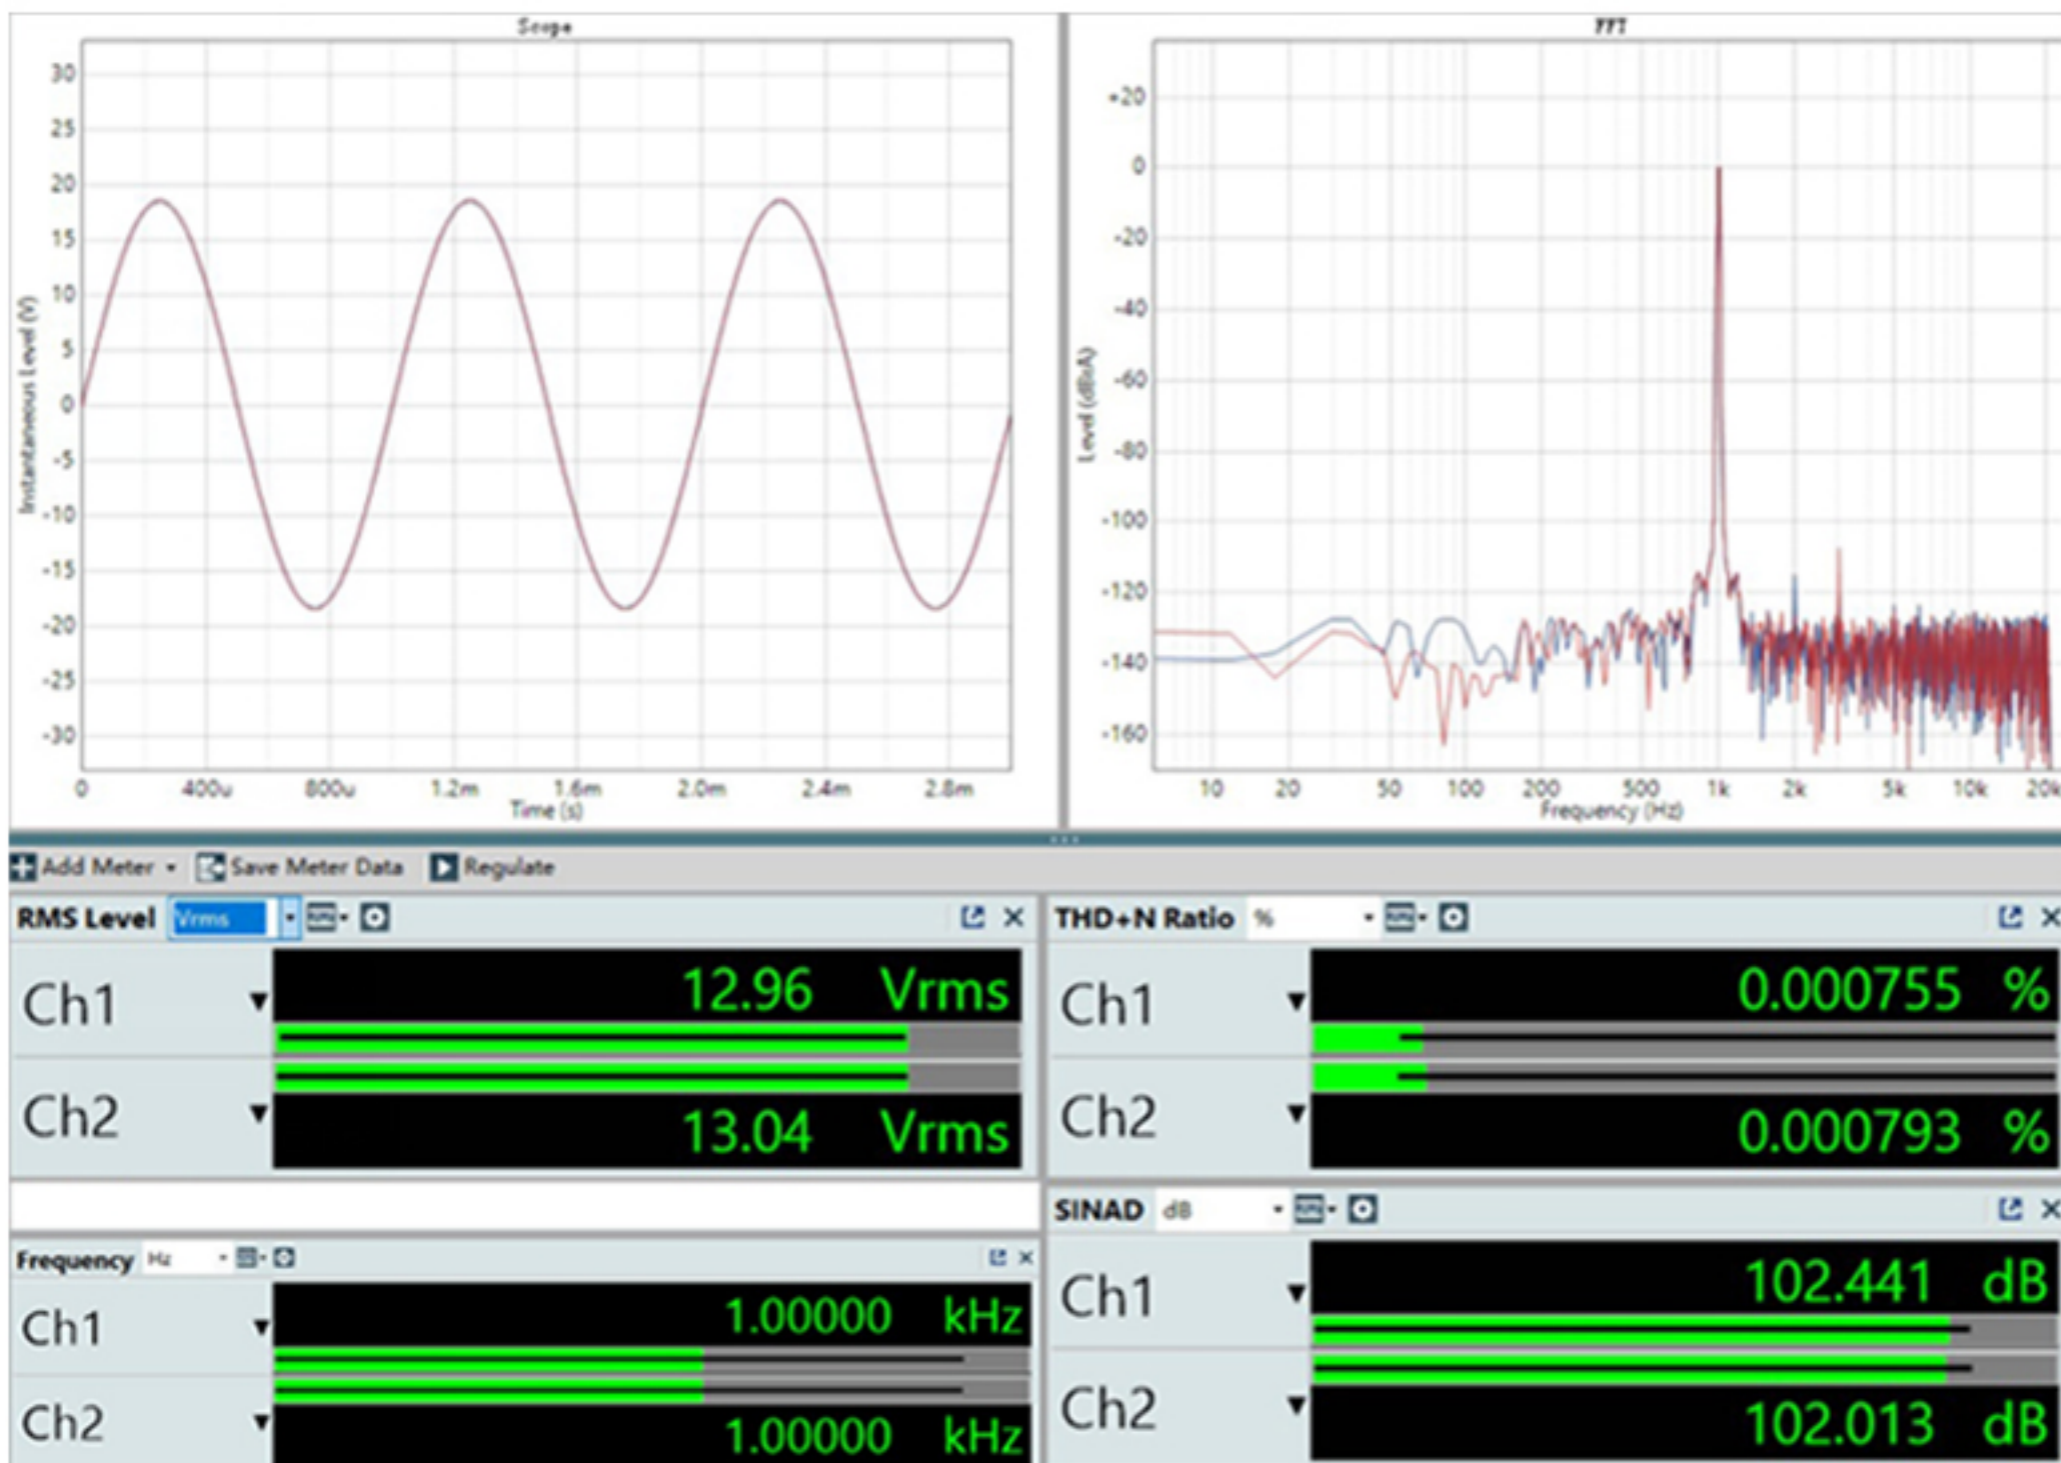 Scope
30
25
20
15
10
5
0
-5
-10
-15
-20
-25
-30
Instantaneous Level (V)
0 400u 800u 1.2m 1.6m 2.0m 2.4m 2.8m
Time (s)
FFT
+20
0
-20
-40
-60
-80
-100
-120
-140
-160
Level (dBrA)
10 20 50 100 200 500 1k 2k 5k 10k 20k
Frequency (Hz)
Add Meter Save Meter Data Regulate
RMS Level Vrms
Ch1 12.96 Vrms
Ch2 13.04 Vrms
THD+N Ratio %
Ch1 0.000755 %
Ch2 0.000793 %
Frequency Hz
Ch1 1.00000 kHz
Ch2 1.00000 kHz
SINAD dB
Ch1 102.441 dB
Ch2 102.013 dB